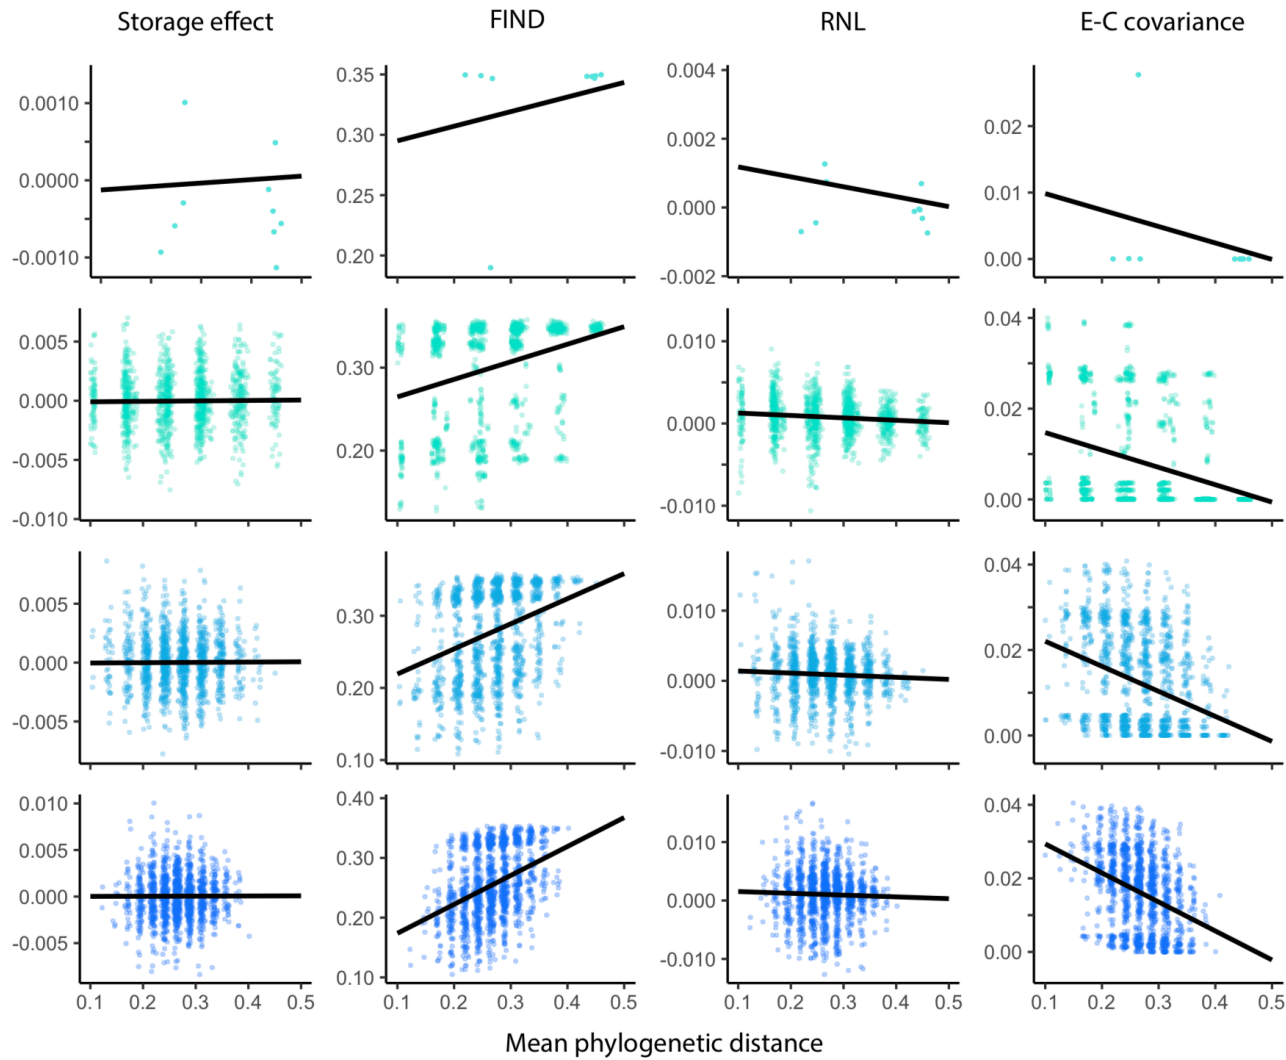 Storage effect FIND RNL E-C covariance
0.0010 0.35 0.004 0.02
0.0000 0.30 0.002 0.01
-0.0010 0.25 0.000 0.00
0.20 -0.002
0.005 0.30 0.010 0.04
0.000 0.20 0.000 0.02
-0.005 -0.010 0.00
-0.010
0.005 0.30 0.010 0.04
0.000 0.20 0.000 0.02
-0.005 0.10 -0.010 0.00
0.010 0.40 0.010 0.04
0.005 0.30 0.000 0.02
0.000 0.20 -0.010 0.00
-0.005 0.10
0.1 0.2 0.3 0.4 0.5 0.1 0.2 0.3 0.4 0.5 0.1 0.2 0.3 0.4 0.5 0.1 0.2 0.3 0.4 0.5
Mean phylogenetic distance